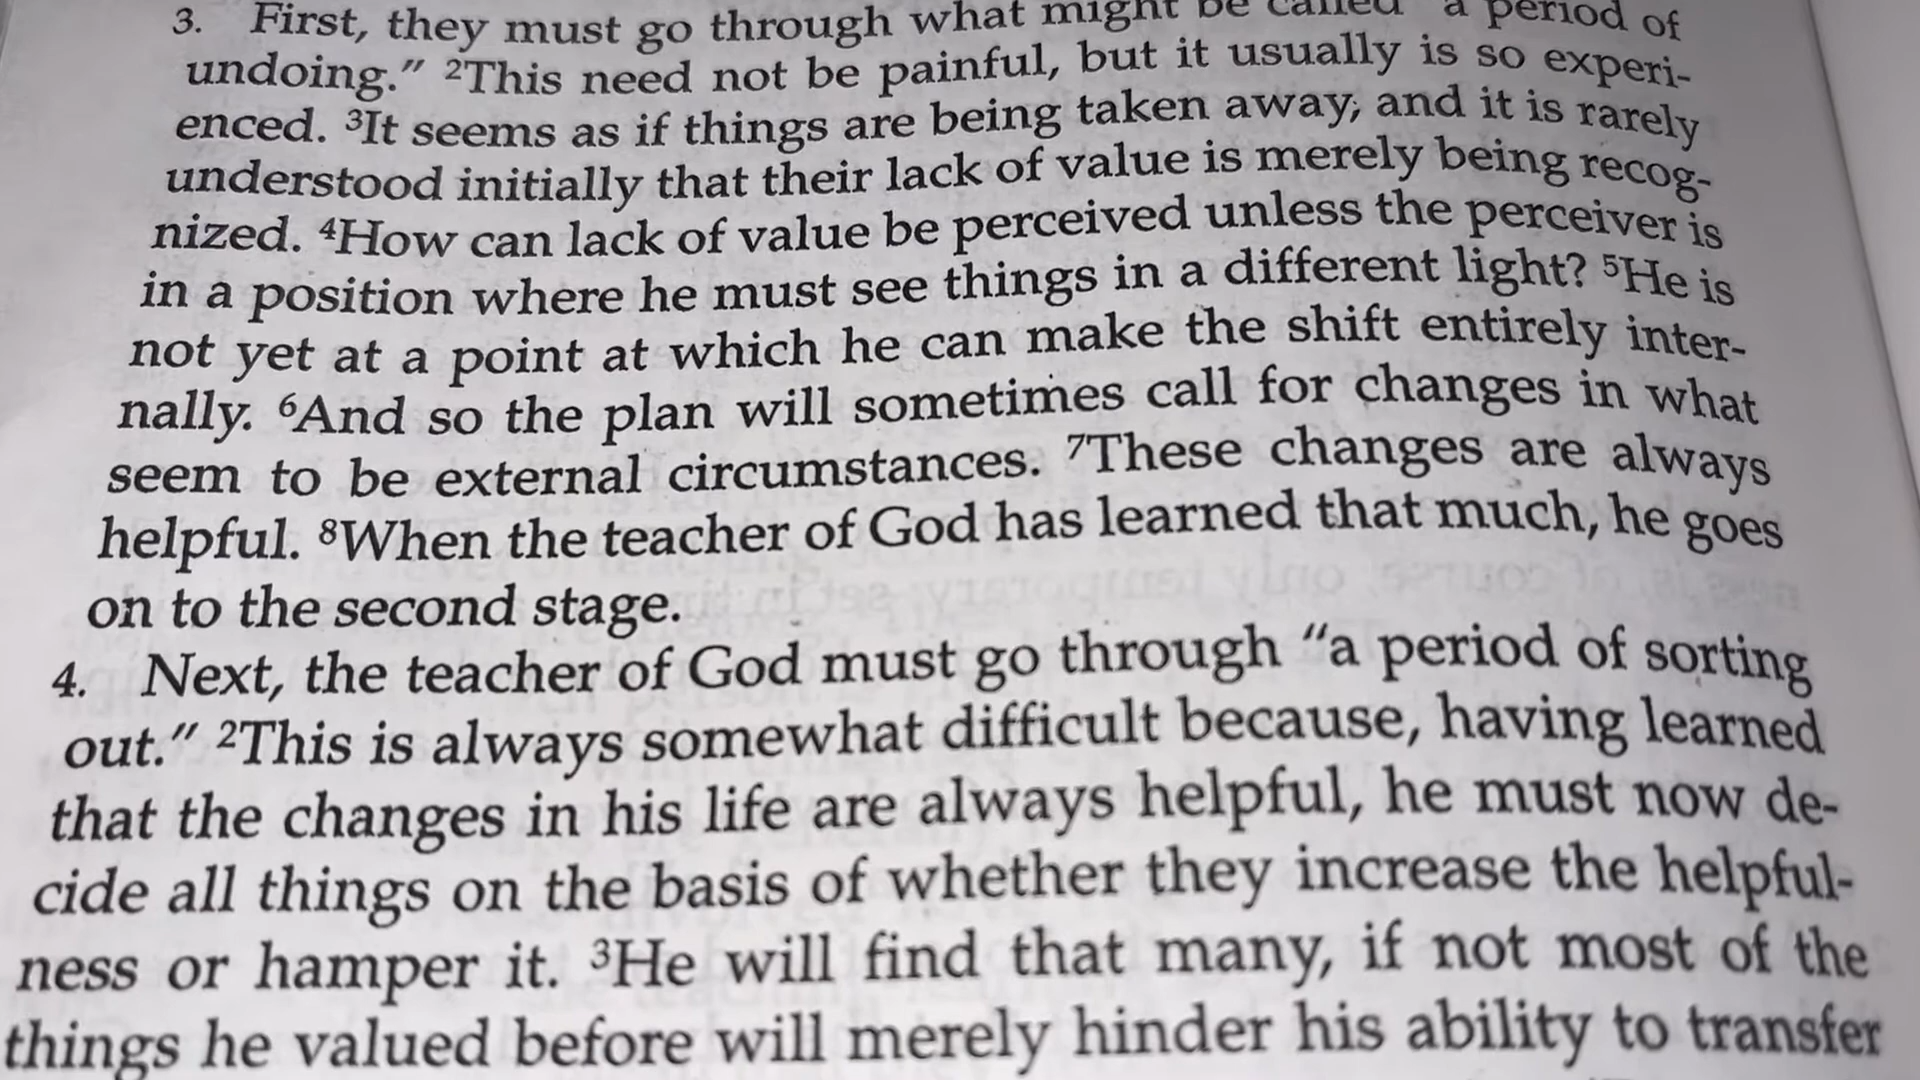 3. First, they must go through what might be called "a period of
undoing." ²This need not be painful, but it usually is so experi-
enced. ³It seems as if things are being taken away, and it is rarely
understood initially that their lack of value is merely being recog-
nized. ⁴How can lack of value be perceived unless the perceiver is
in a position where he must see things in a different light? ⁵He is
not yet at a point at which he can make the shift entirely inter-
nally. ⁶And so the plan will sometimes call for changes in what
seem to be external circumstances. ⁷These changes are always
helpful. ⁸When the teacher of God has learned that much, he goes
on to the second stage.
4. Next, the teacher of God must go through "a period of sorting
out." ²This is always somewhat difficult because, having learned
that the changes in his life are always helpful, he must now de-
cide all things on the basis of whether they increase the helpful-
ness or hamper it. ³He will find that many, if not most of the
things he valued before will merely hinder his ability to transfer